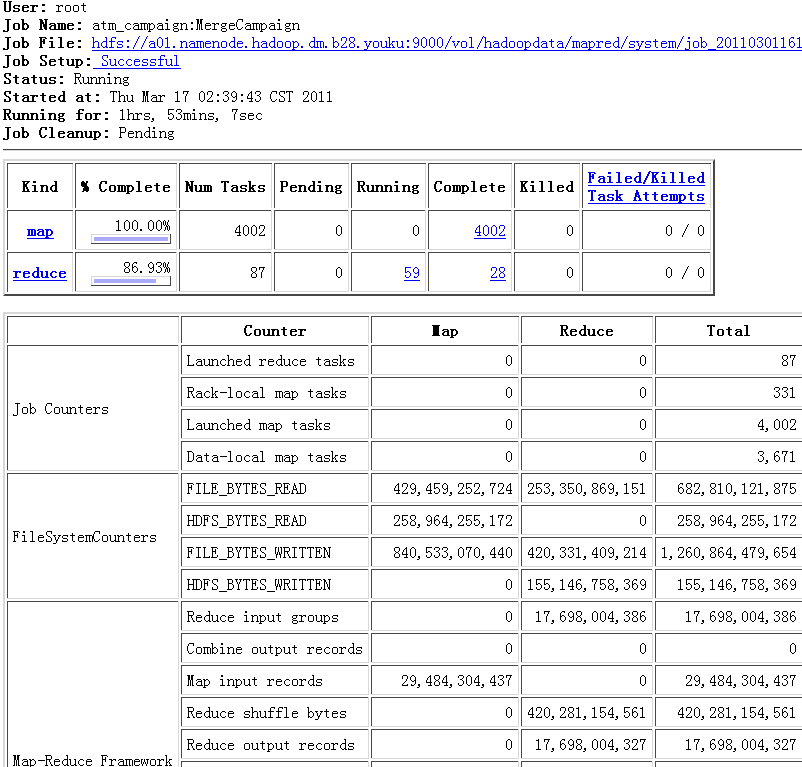 User: root
Job Name: atm_campaign:MergeCampaign
Job File: hdfs://a01.namenode.hadoop.dm.b28.youku:9000/vol/hadoopdata/mapred/system/job_20110301161
Job Setup: Successful
Status: Running
Started at: Thu Mar 17 02:39:43 CST 2011
Running for: 1hrs, 53mins, 7sec
Job Cleanup: Pending
Kind % Complete Num Tasks Pending Running Complete Killed Failed/Killed Task Attempts
map 100.00% 4002 0 0 4002 0 0 / 0
reduce 86.93% 87 0 59 28 0 0 / 0
Counter Map Reduce Total
Job Counters
Launched reduce tasks 0 0 87
Rack-local map tasks 0 0 331
Launched map tasks 0 0 4,002
Data-local map tasks 0 0 3,671
FileSystemCounters
FILE_BYTES_READ 429,459,252,724 253,350,869,151 682,810,121,875
HDFS_BYTES_READ 258,964,255,172 0 258,964,255,172
FILE_BYTES_WRITTEN 840,533,070,440 420,331,409,214 1,260,864,479,654
HDFS_BYTES_WRITTEN 0 155,146,758,369 155,146,758,369
Map-Reduce Framework
Reduce input groups 0 17,698,004,386 17,698,004,386
Combine output records 0 0 0
Map input records 29,484,304,437 0 29,484,304,437
Reduce shuffle bytes 0 420,281,154,561 420,281,154,561
Reduce output records 0 17,698,004,327 17,698,004,327